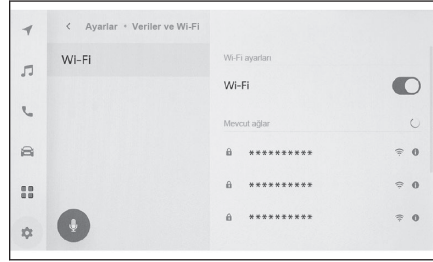 Ayarlar • Veriler ve Wi-Fi
Wi-Fi
Wi-Fi ayarları
Wi-Fi
Mevcut ağlar
**********
**********
**********